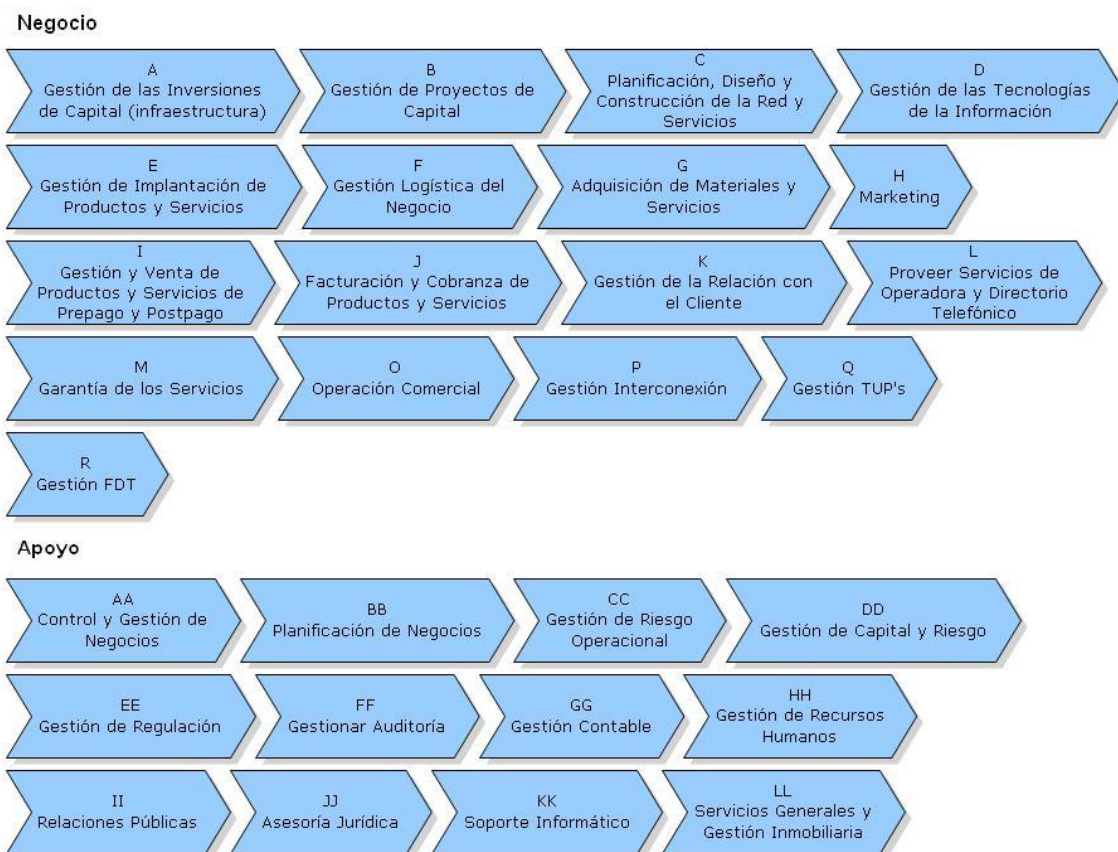 Negocio
A
Gestión de las Inversiones
de Capital (infraestructura)
B
Gestión de Proyectos de
Capital
C
Planificación, Diseño y
Construcción de la Red y
Servicios
D
Gestión de las Tecnologías
de la Información
E
Gestión de Implantación de
Productos y Servicios
F
Gestión Logística del
Negocio
G
Adquisición de Materiales y
Servicios
H
Marketing
I
Gestión y Venta de
Productos y Servicios de
Prepago y Postpago
J
Facturación y Cobranza de
Productos y Servicios
K
Gestión de la Relación con
el Cliente
L
Proveer Servicios de
Operadora y Directorio
Telefónico
M
Garantía de los Servicios
O
Operación Comercial
P
Gestión Interconexión
Q
Gestión TUP's
R
Gestión FDT
Apoyo
AA
Control y Gestión de
Negocios
BB
Planificación de Negocios
CC
Gestión de Riesgo
Operacional
DD
Gestión de Capital y Riesgo
EE
Gestión de Regulación
FF
Gestionar Auditoría
GG
Gestión Contable
HH
Gestión de Recursos
Humanos
II
Relaciones Públicas
JJ
Asesoría Jurídica
KK
Soporte Informático
LL
Servicios Generales y
Gestión Inmobiliaria